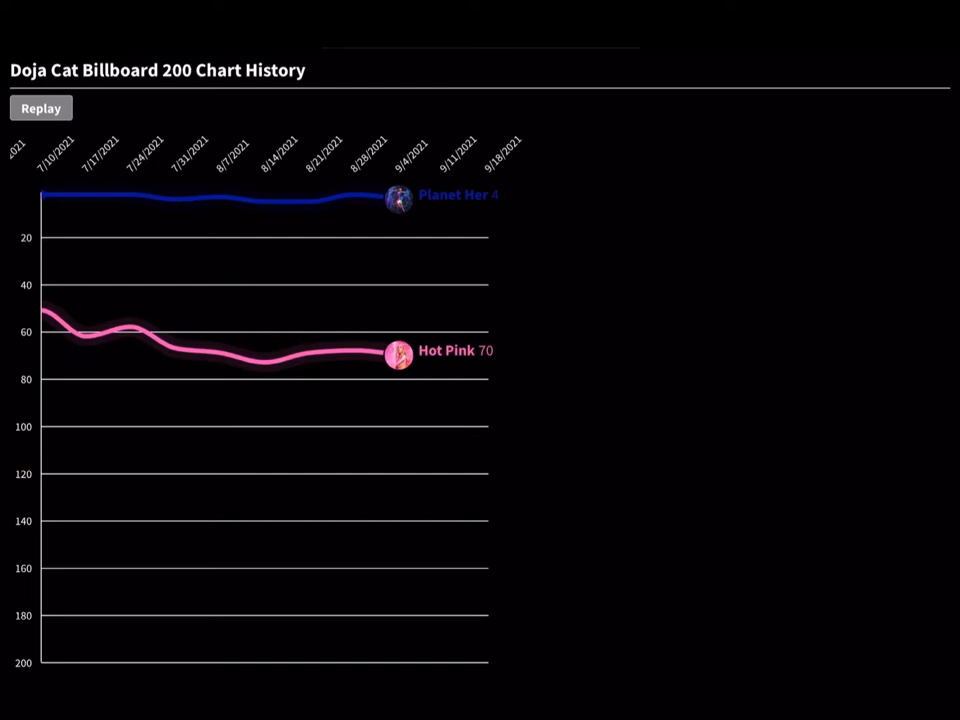 Doja Cat Billboard 200 Chart History
Replay
2021 7/10/2021 7/17/2021 7/24/2021 7/31/2021 8/7/2021 8/14/2021 8/21/2021 8/28/2021 9/4/2021 9/11/2021 9/18/2021
Planet Her 4
20
40
60
Hot Pink 70
80
100
120
140
160
180
200